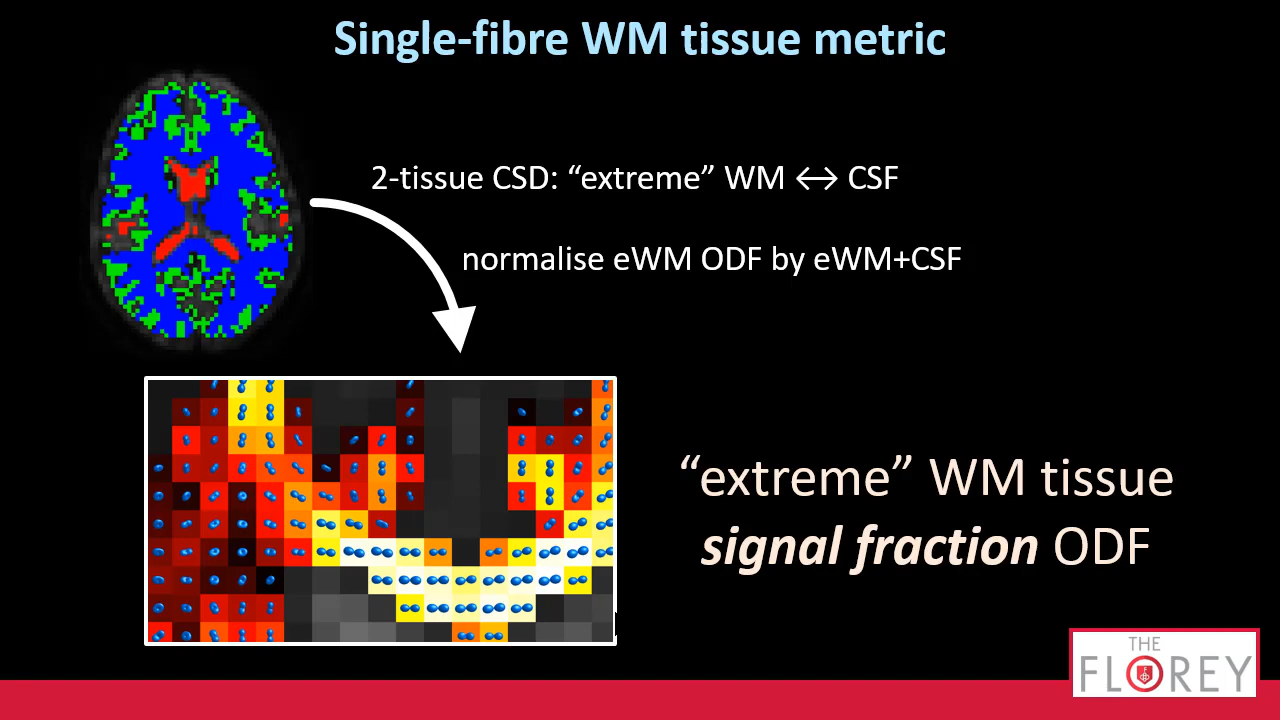 Single-fibre WM tissue metric
2-tissue CSD: “extreme” WM ↔ CSF
normalise eWM ODF by eWM+CSF
“extreme” WM tissue
signal fraction ODF
THE
FLOREY